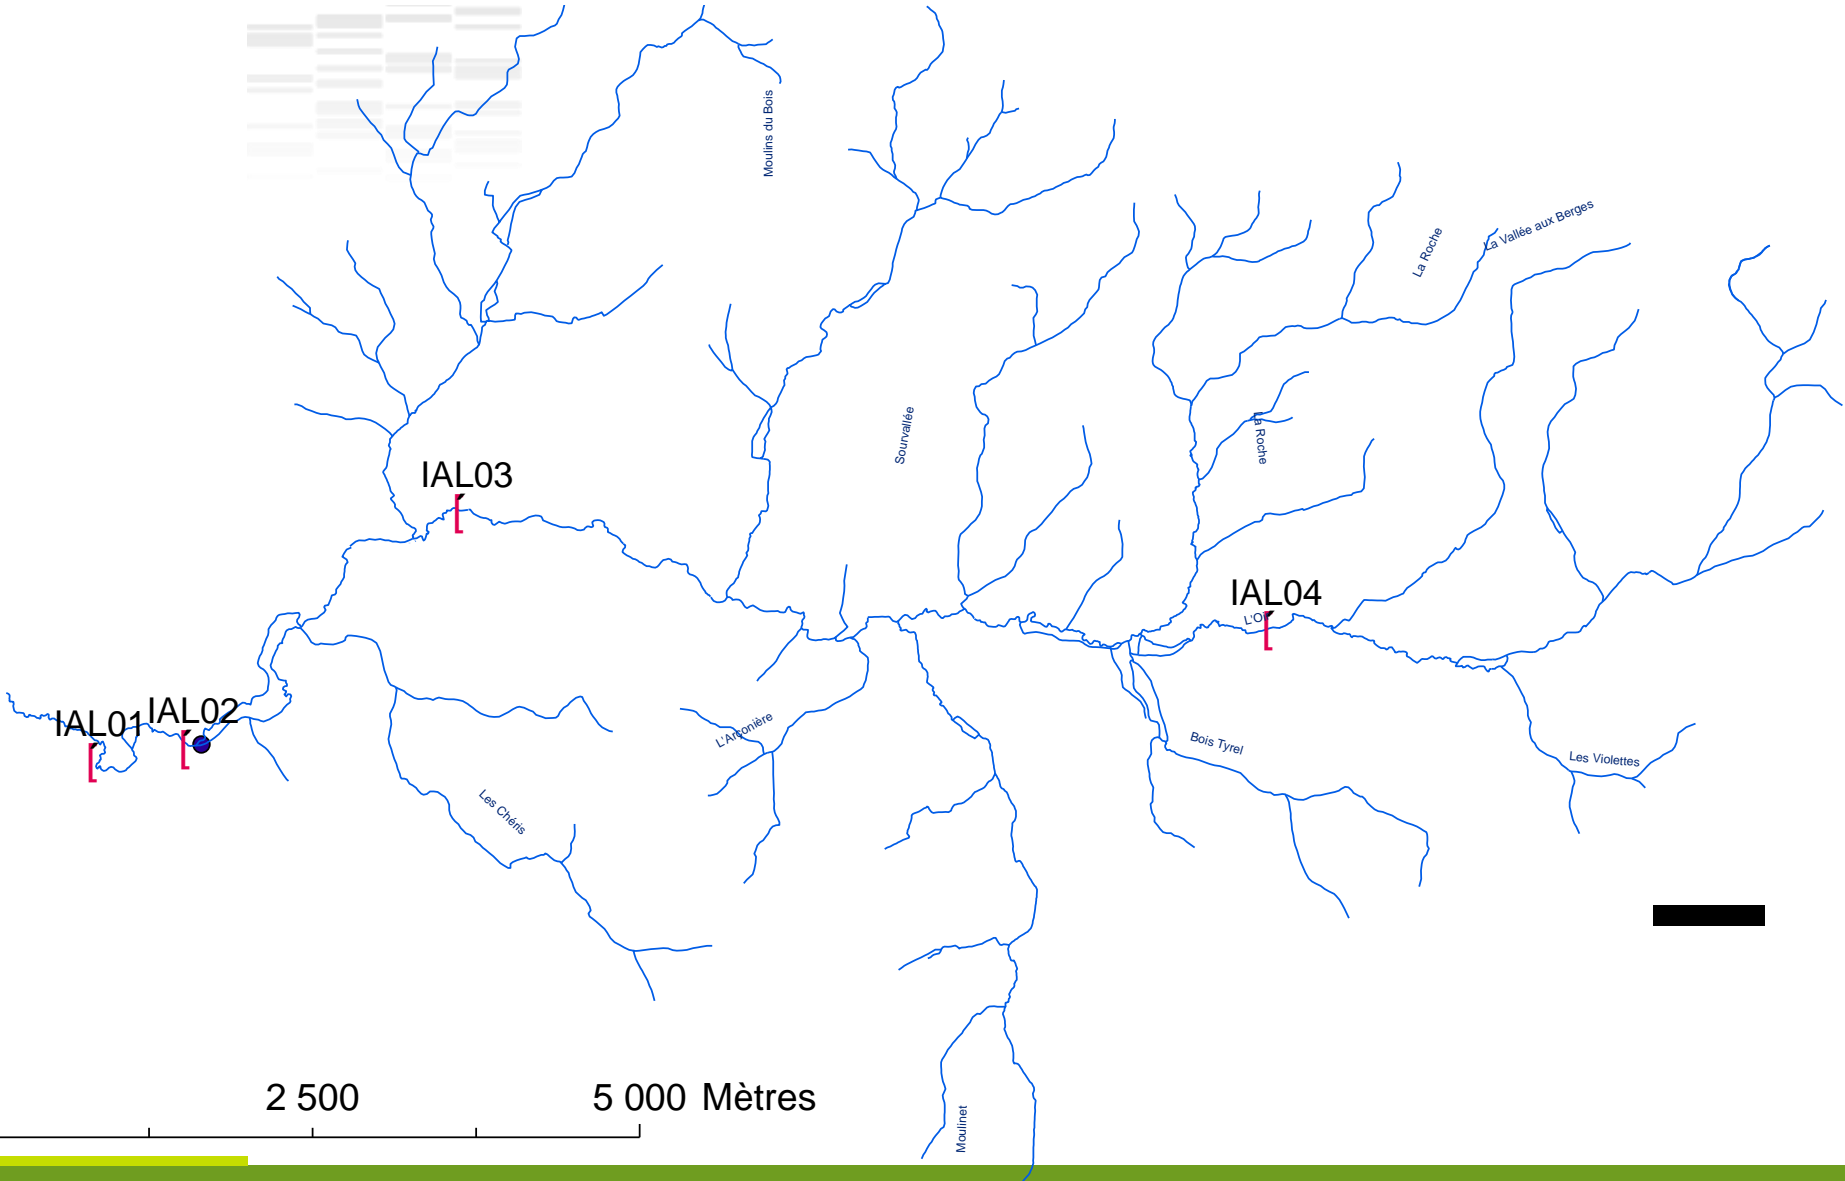 Moulins du Bois
La Vallée aux Berges
La Roche
Sourvallée
La Roche
IAL03
IAL04
L'O
IAL01
IAL02
L'Arçonière
Bois Tyrel
Les Violettes
Les Chéris
2 500
5 000 Mètres
Moulinet